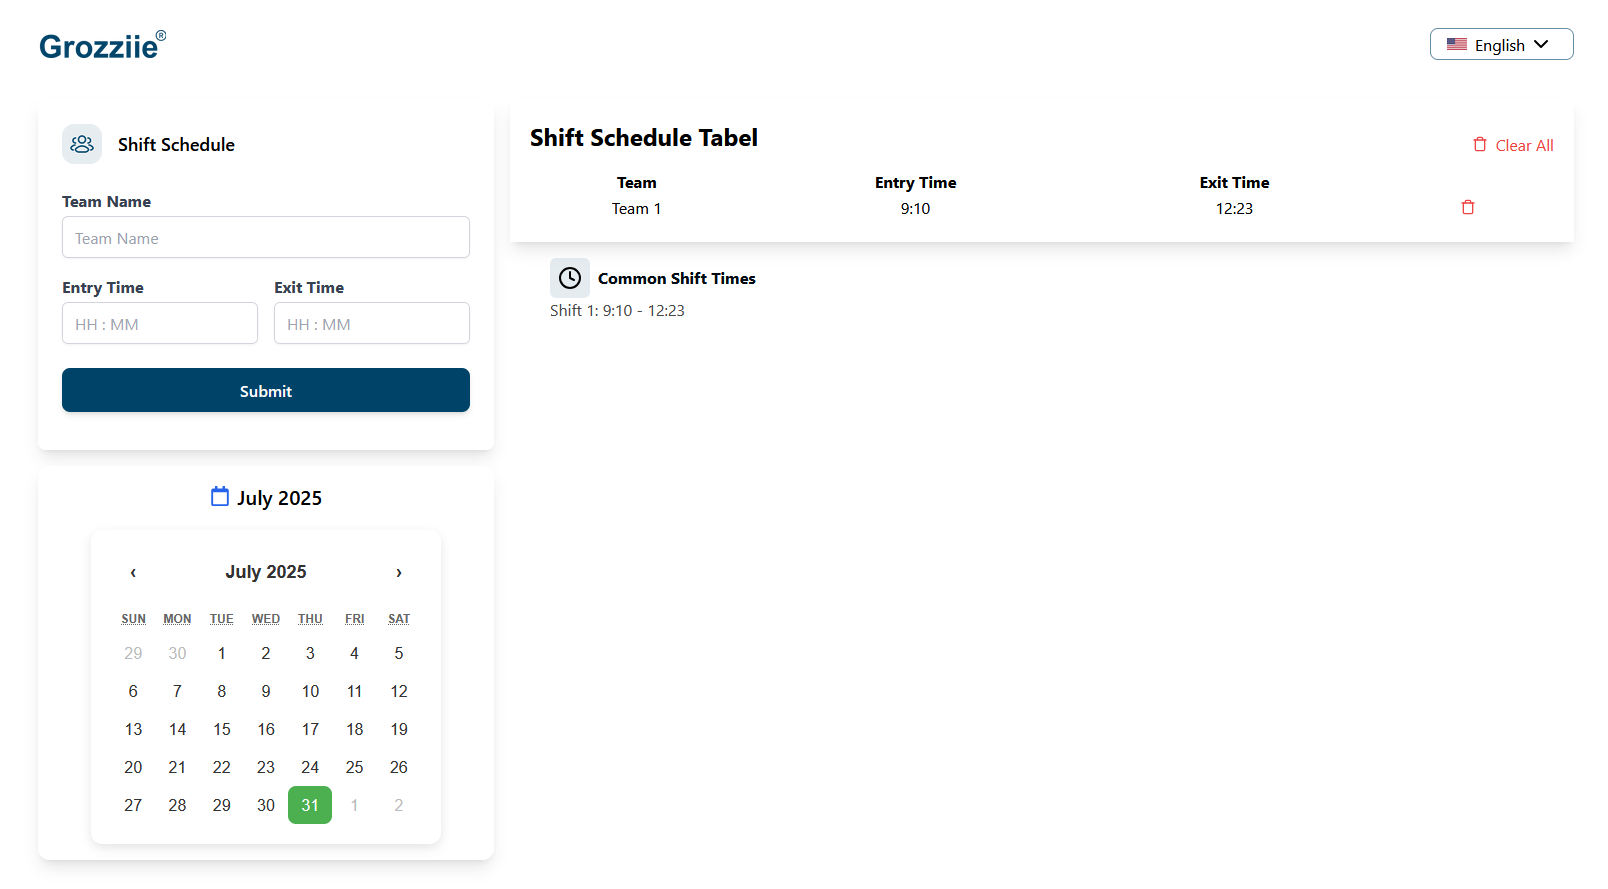 Grozziie®
English
Shift Schedule
Team Name
Team Name
Entry Time Exit Time
HH : MM HH : MM
Submit
July 2025
‹ July 2025 ›
SUN MON TUE WED THU FRI SAT
29 30 1 2 3 4 5
6 7 8 9 10 11 12
13 14 15 16 17 18 19
20 21 22 23 24 25 26
27 28 29 30 31 1 2
Shift Schedule Tabel
Clear All
Team Entry Time Exit Time
Team 1 9:10 12:23
Common Shift Times
Shift 1: 9:10 - 12:23